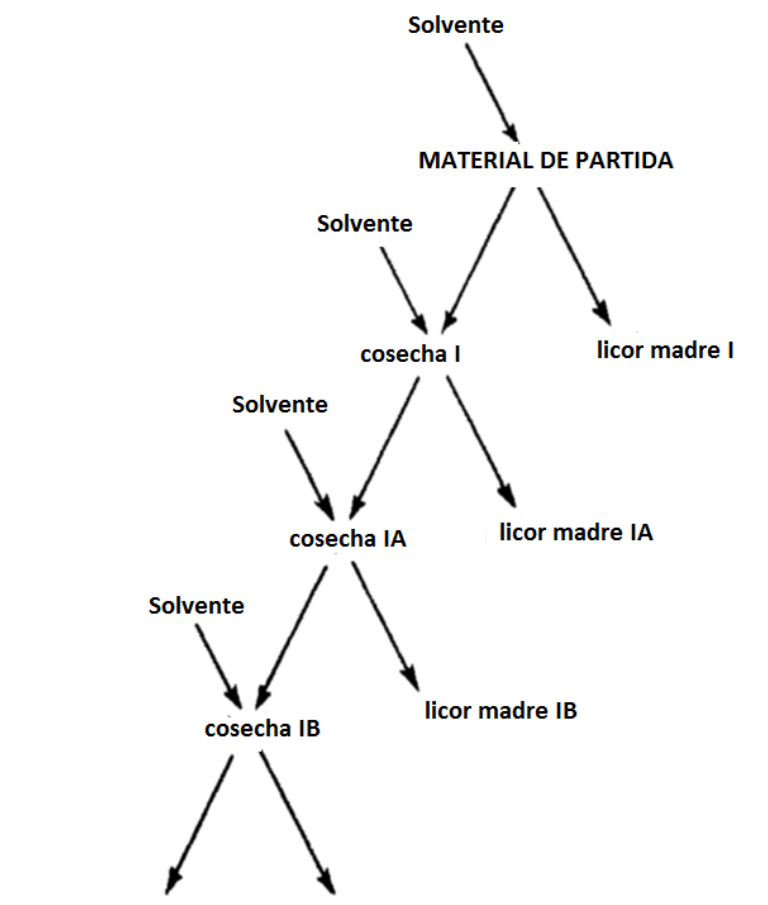 Solvente
MATERIAL DE PARTIDA
Solvente
cosecha I
licor madre I
Solvente
cosecha IA
licor madre IA
Solvente
cosecha IB
licor madre IB